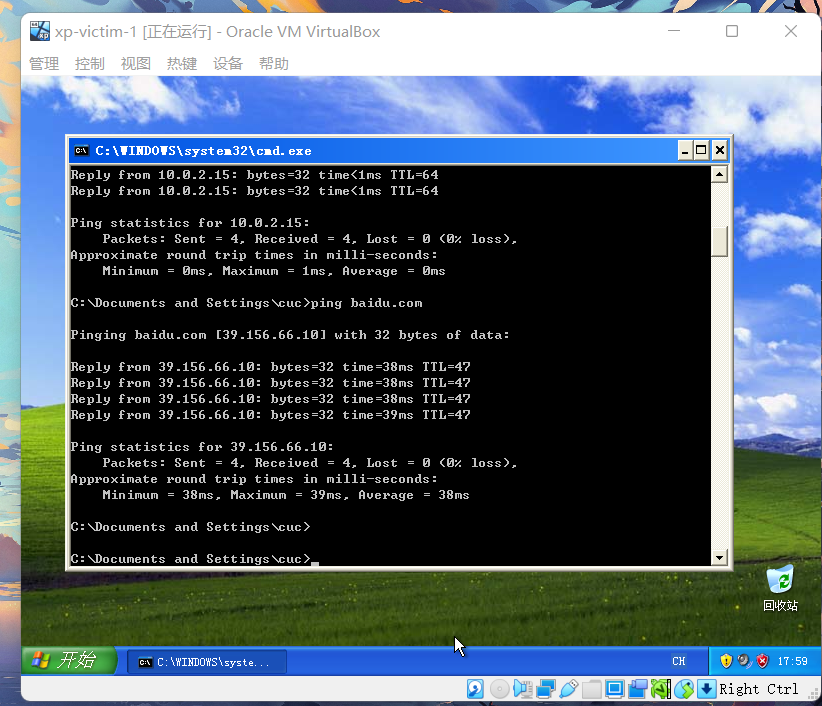 xp-victim-1 [正在运行] - Oracle VM VirtualBox
管理 控制 视图 热键 设备 帮助
C:\WINDOWS\system32\cmd.exe
Reply from 10.0.2.15: bytes=32 time<1ms TTL=64
Reply from 10.0.2.15: bytes=32 time<1ms TTL=64
Ping statistics for 10.0.2.15:
Packets: Sent = 4, Received = 4, Lost = 0 (0% loss),
Approximate round trip times in milli-seconds:
Minimum = 0ms, Maximum = 1ms, Average = 0ms
C:\Documents and Settings\cuc>ping baidu.com
Pinging baidu.com [39.156.66.10] with 32 bytes of data:
Reply from 39.156.66.10: bytes=32 time=38ms TTL=47
Reply from 39.156.66.10: bytes=32 time=38ms TTL=47
Reply from 39.156.66.10: bytes=32 time=38ms TTL=47
Reply from 39.156.66.10: bytes=32 time=39ms TTL=47
Ping statistics for 39.156.66.10:
Packets: Sent = 4, Received = 4, Lost = 0 (0% loss),
Approximate round trip times in milli-seconds:
Minimum = 38ms, Maximum = 39ms, Average = 38ms
C:\Documents and Settings\cuc>
C:\Documents and Settings\cuc>
回收站
开始 C:\WINDOWS\syste... CH 17:59
Right Ctrl